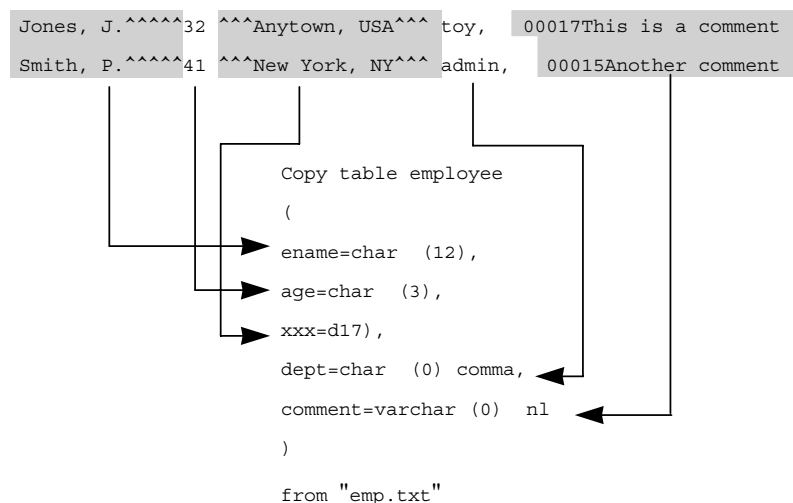 Jones, J.^^^^^32 ^^^Anytown, USA^^^ toy, 00017This is a comment
Smith, P.^^^^^41 ^^^New York, NY^^^ admin, 00015Another comment
Copy table employee
(
ename=char (12),
age=char (3),
xxx=d17),
dept=char (0) comma,
comment=varchar (0) nl
)
from "emp.txt"